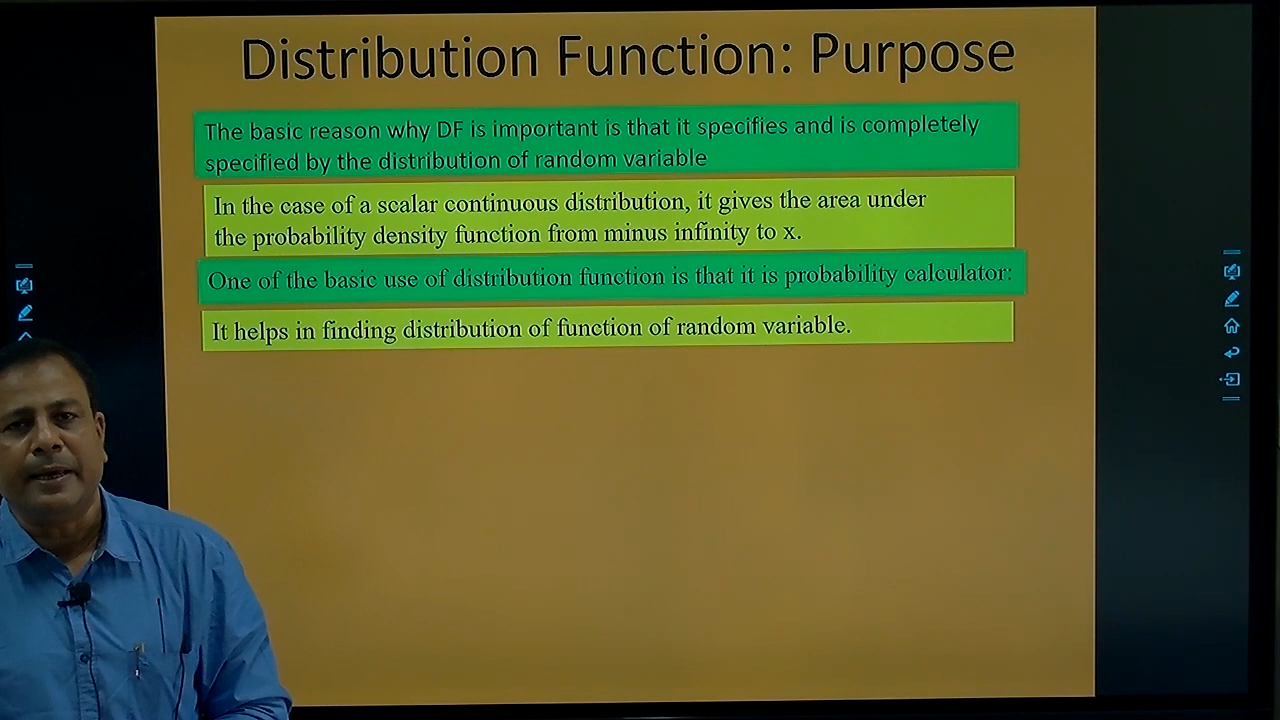 Distribution Function: Purpose
The basic reason why DF is important is that it specifies and is completely
specified by the distribution of random variable
In the case of a scalar continuous distribution, it gives the area under
the probability density function from minus infinity to x.
One of the basic use of distribution function is that it is probability calculator:
It helps in finding distribution of function of random variable.